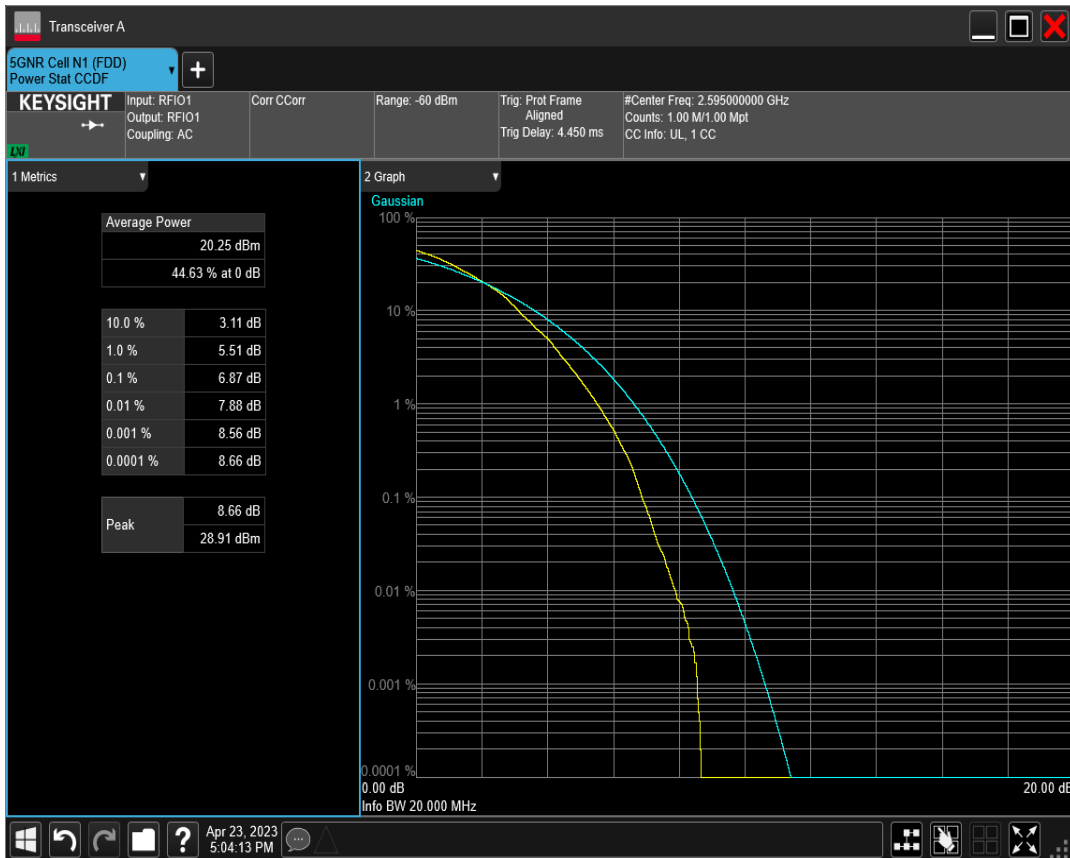 Transceiver A
5GNR Cell N1 (FDD)
Power Stat CCDF
+
KEYSIGHT
LXI
Input: RFIO1
Output: RFIO1
Coupling: AC
Corr CCorr
Range: -60 dBm
Trig: Prot Frame
Aligned
Trig Delay: 4.450 ms
#Center Freq: 2.595000000 GHz
Counts: 1.00 M/1.00 Mpt
CC Info: UL, 1 CC
1 Metrics
Average Power
20.25 dBm
44.63 % at 0 dB
10.0 % 3.11 dB
1.0 % 5.51 dB
0.1 % 6.87 dB
0.01 % 7.88 dB
0.001 % 8.56 dB
0.0001 % 8.66 dB
Peak 8.66 dB
28.91 dBm
2 Graph
Gaussian
100 %
10 %
1 %
0.1 %
0.01 %
0.001 %
0.0001 %
0.00 dB 20.00 dB
Info BW 20.000 MHz
?
Apr 23, 2023
5:04:13 PM